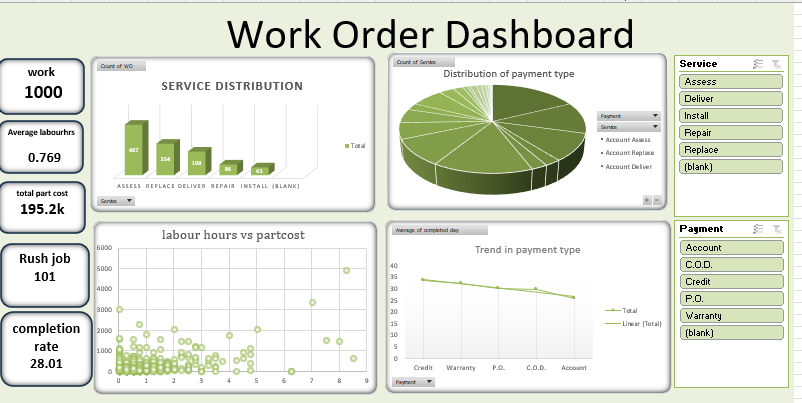 Work Order Dashboard
work
1000
Average labourhrs
0.769
total part cost
195.2k
Rush job
101
completion
rate
28.01
Count of WO
SERVICE DISTRIBUTION
487
254
190
86
63
ASSESS REPLACE DELIVER REPAIR INSTALL (BLANK)
Total
Service
Count of Service
Distribution of payment type
Payment
Service
Account Assess
Account Replace
Account Deliver
labour hours vs partcost
6000
5000
4000
3000
2000
1000
0
0 1 2 3 4 5 6 7 8 9
Average of completed day
Trend in payment type
40
35
30
25
20
15
10
5
0
Credit Warranty P.O. C.O.D. Account
Total
Linear (Total)
Payment
Service
Assess
Deliver
Install
Repair
Replace
(blank)
Payment
Account
C.O.D.
Credit
P.O.
Warranty
(blank)